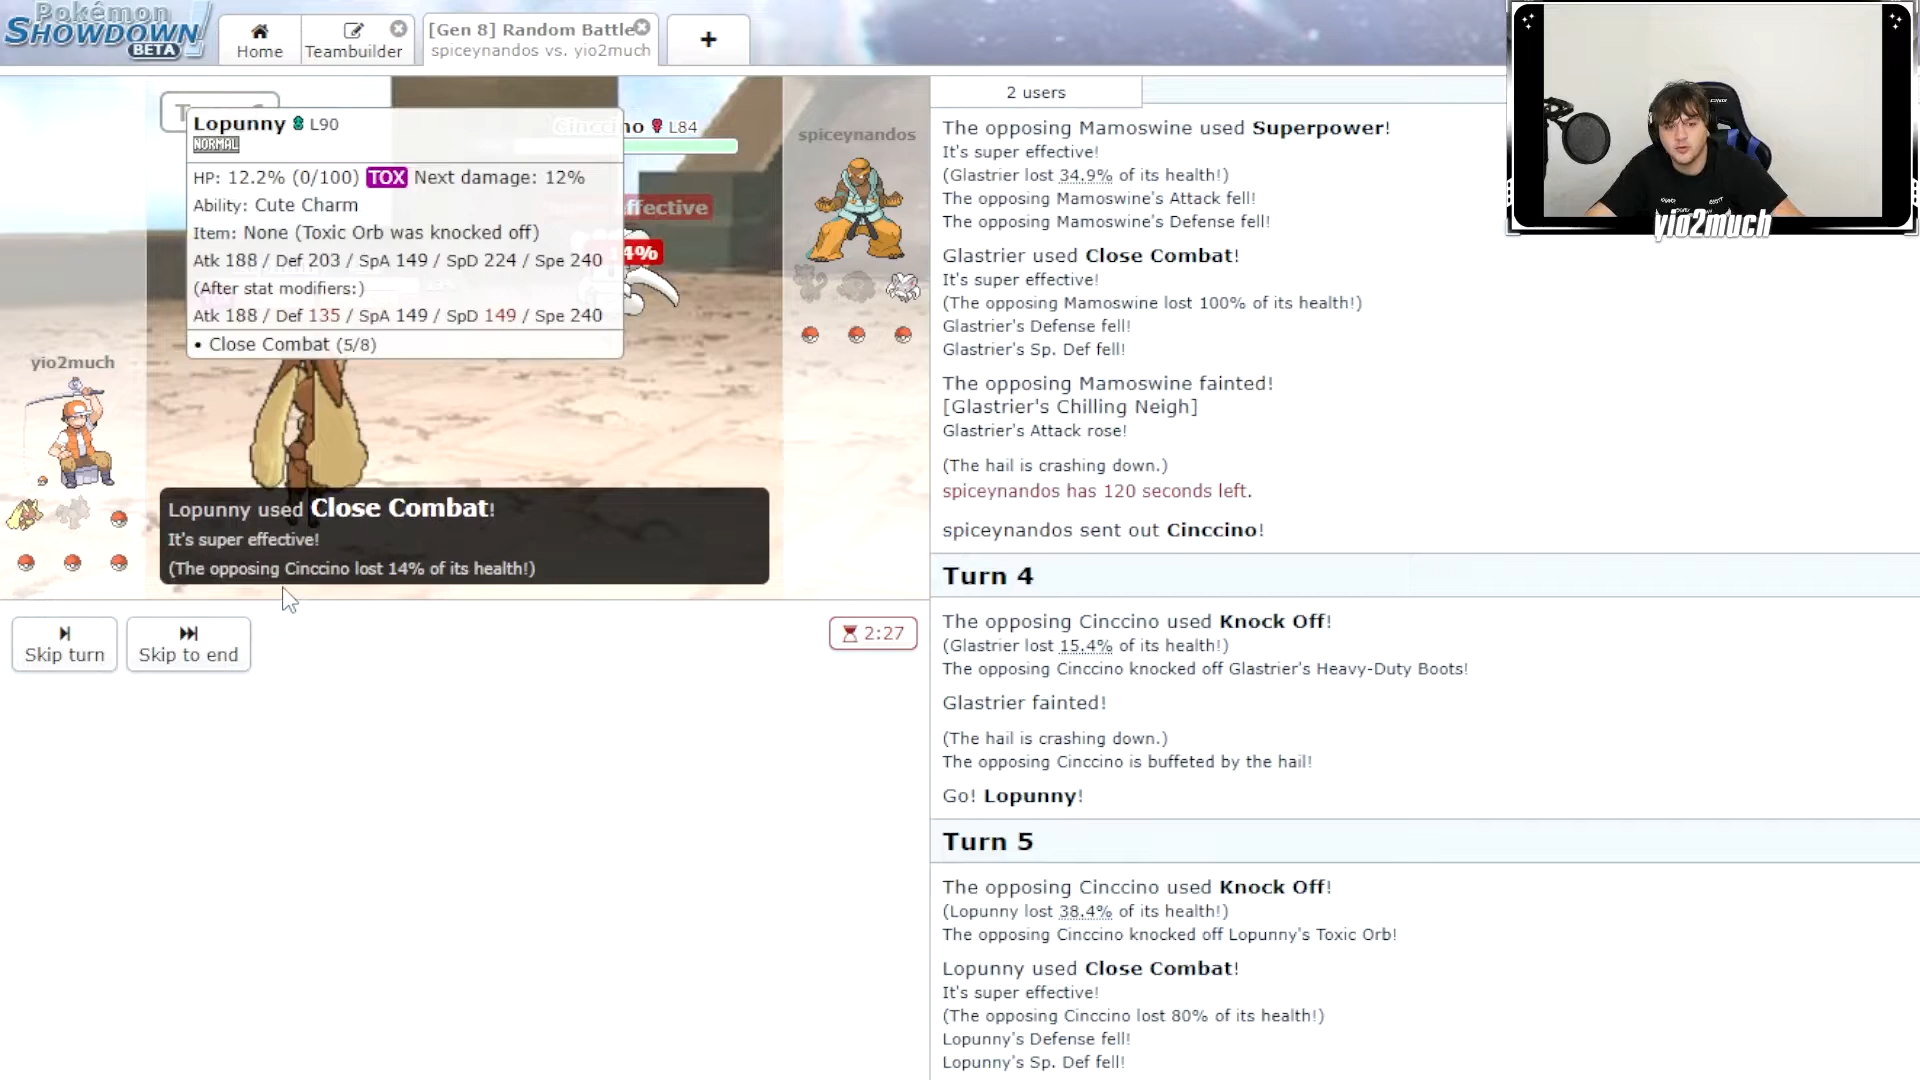 Pokémon
SHOWDOWN
BETA
Home
Teambuilder
[Gen 8] Random Battle
spiceynandos vs. yio2much
+
Lopunny L90
NORMAL
HP: 12.2% (0/100) TOX Next damage: 12%
Ability: Cute Charm
Item: None (Toxic Orb was knocked off)
Atk 188 / Def 203 / SpA 149 / SpD 224 / Spe 240
(After stat modifiers:)
Atk 188 / Def 135 / SpA 149 / SpD 149 / Spe 240
• Close Combat (5/8)
Cinccino L84
spiceynandos
yio2much
Lopunny used Close Combat!
It's super effective!
(The opposing Cinccino lost 14% of its health!)
Skip turn
Skip to end
2:27
2 users
The opposing Mamoswine used Superpower!
It's super effective!
(Glastrier lost 34.9% of its health!)
The opposing Mamoswine's Attack fell!
The opposing Mamoswine's Defense fell!
Glastrier used Close Combat!
It's super effective!
(The opposing Mamoswine lost 100% of its health!)
Glastrier's Defense fell!
Glastrier's Sp. Def fell!
The opposing Mamoswine fainted!
[Glastrier's Chilling Neigh]
Glastrier's Attack rose!
(The hail is crashing down.)
spiceynandos has 120 seconds left.
spiceynandos sent out Cinccino!
Turn 4
The opposing Cinccino used Knock Off!
(Glastrier lost 15.4% of its health!)
The opposing Cinccino knocked off Glastrier's Heavy-Duty Boots!
Glastrier fainted!
(The hail is crashing down.)
The opposing Cinccino is buffeted by the hail!
Go! Lopunny!
Turn 5
The opposing Cinccino used Knock Off!
(Lopunny lost 38.4% of its health!)
The opposing Cinccino knocked off Lopunny's Toxic Orb!
Lopunny used Close Combat!
It's super effective!
(The opposing Cinccino lost 80% of its health!)
Lopunny's Defense fell!
Lopunny's Sp. Def fell!
yio2much